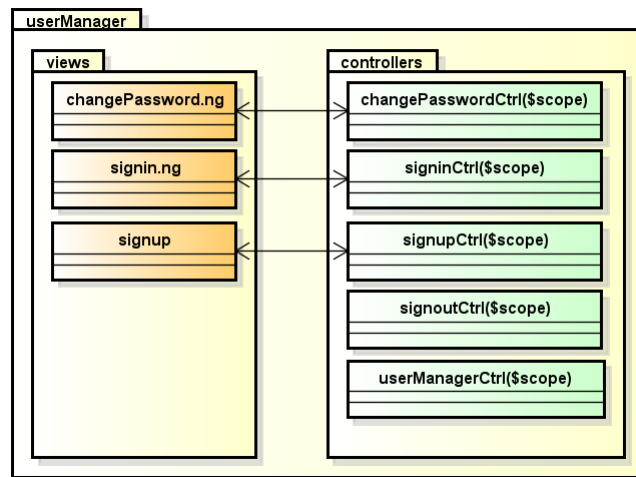 userManager
views
controllers
changePassword.ng
changePasswordCtrl($scope)
signin.ng
signinCtrl($scope)
signup
signupCtrl($scope)
signoutCtrl($scope)
userManagerCtrl($scope)